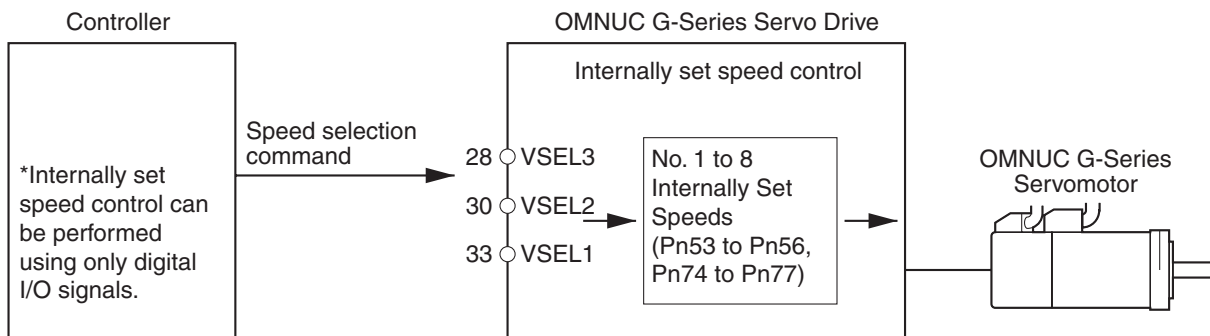 Controller
OMNUC G-Series Servo Drive
Internally set speed control
Speed selection
command
*Internally set
speed control can
be performed
using only digital
I/O signals.
28 VSEL3
30 VSEL2
33 VSEL1
No. 1 to 8
Internally Set
Speeds
(Pn53 to Pn56,
Pn74 to Pn77)
OMNUC G-Series
Servomotor